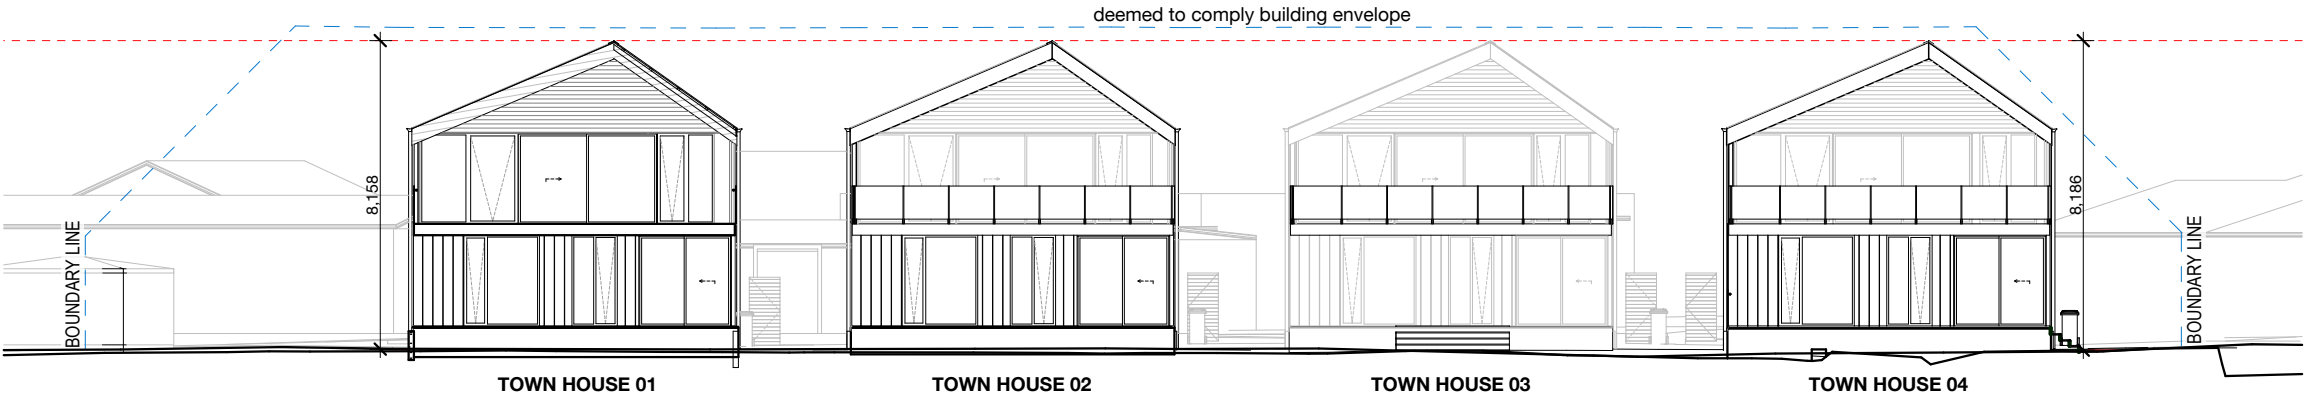 deemed to comply building envelope
8,158
8,186
BOUNDARY LINE
BOUNDARY LINE
TOWN HOUSE 01
TOWN HOUSE 02
TOWN HOUSE 03
TOWN HOUSE 04